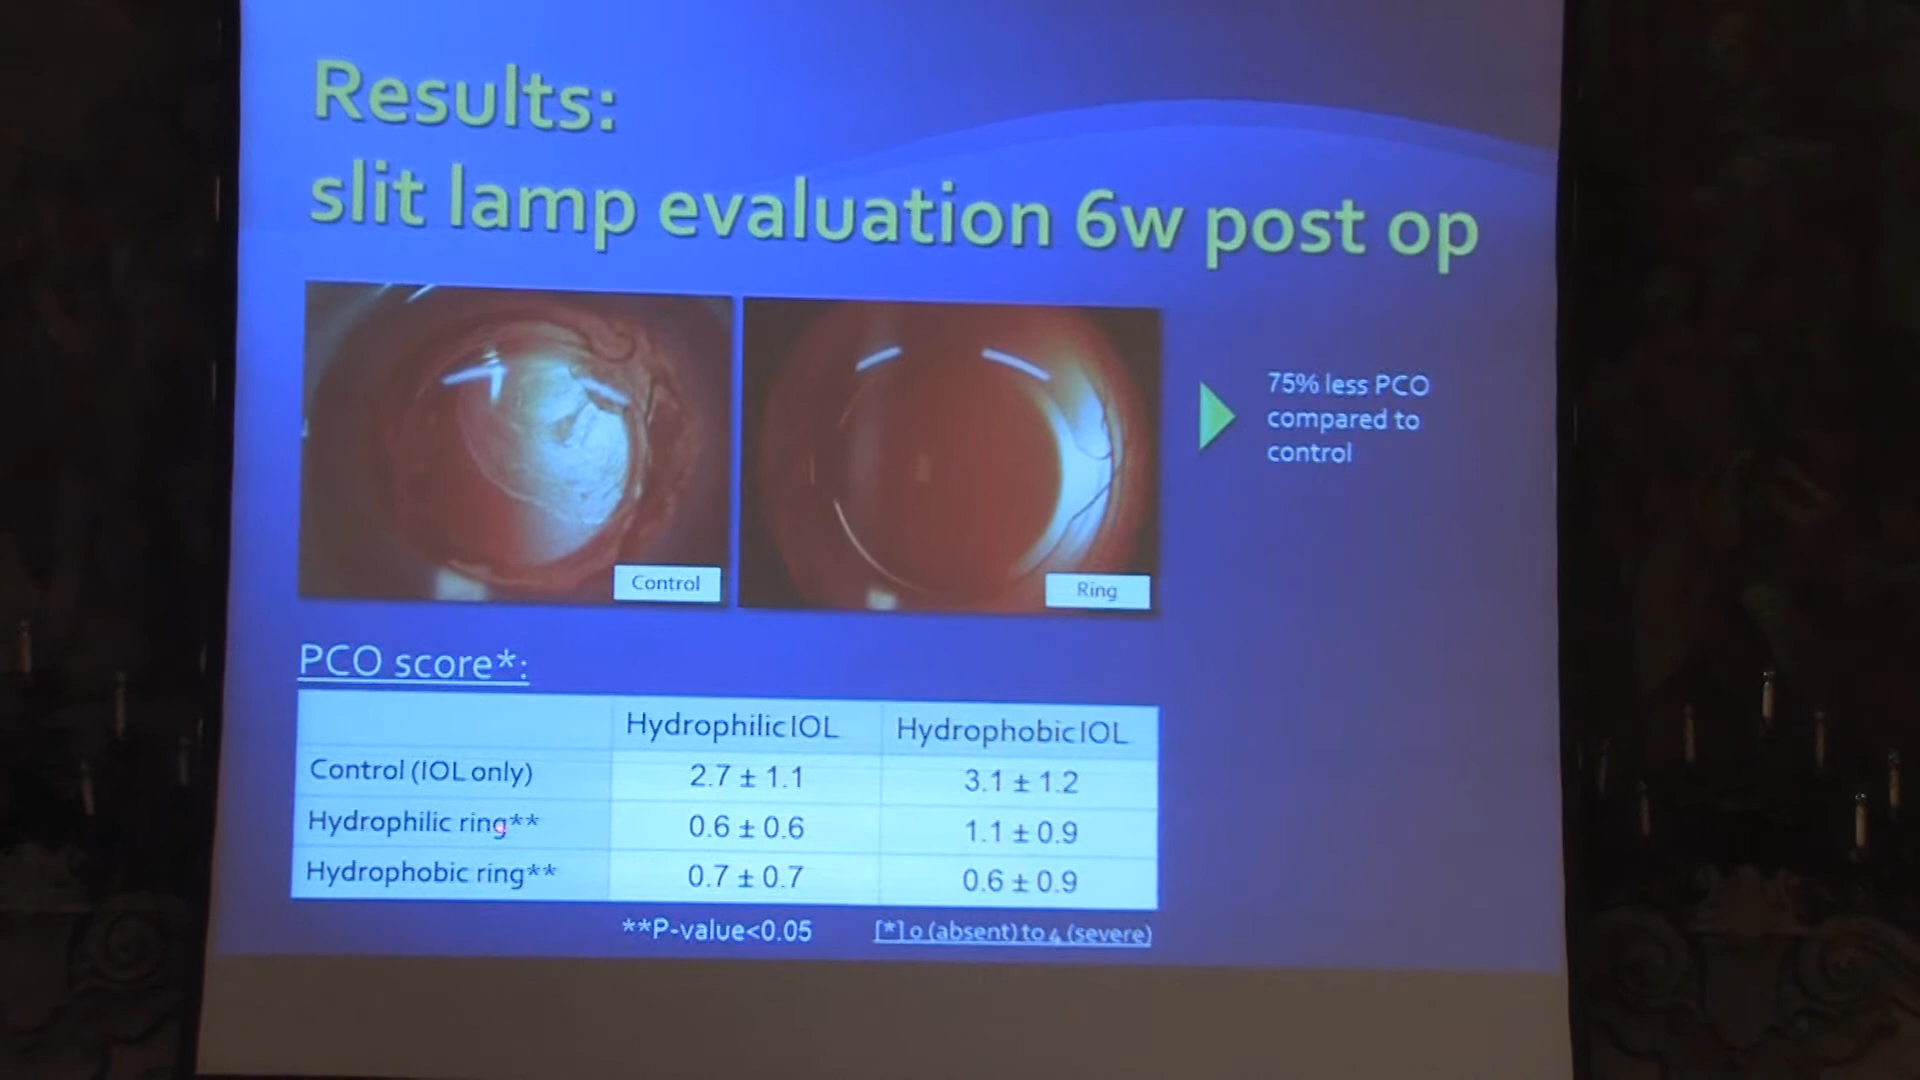 Results:
slit lamp evaluation 6w post op
75% less PCO
compared to
control
Control
Ring
PCO score*:
Hydrophilic IOL Hydrophobic IOL
Control (IOL only) 2.7 ± 1.1 3.1 ± 1.2
Hydrophilic ring** 0.6 ± 0.6 1.1 ± 0.9
Hydrophobic ring** 0.7 ± 0.7 0.6 ± 0.9
**P-value<0.05 [*] 0 (absent) to 4 (severe)